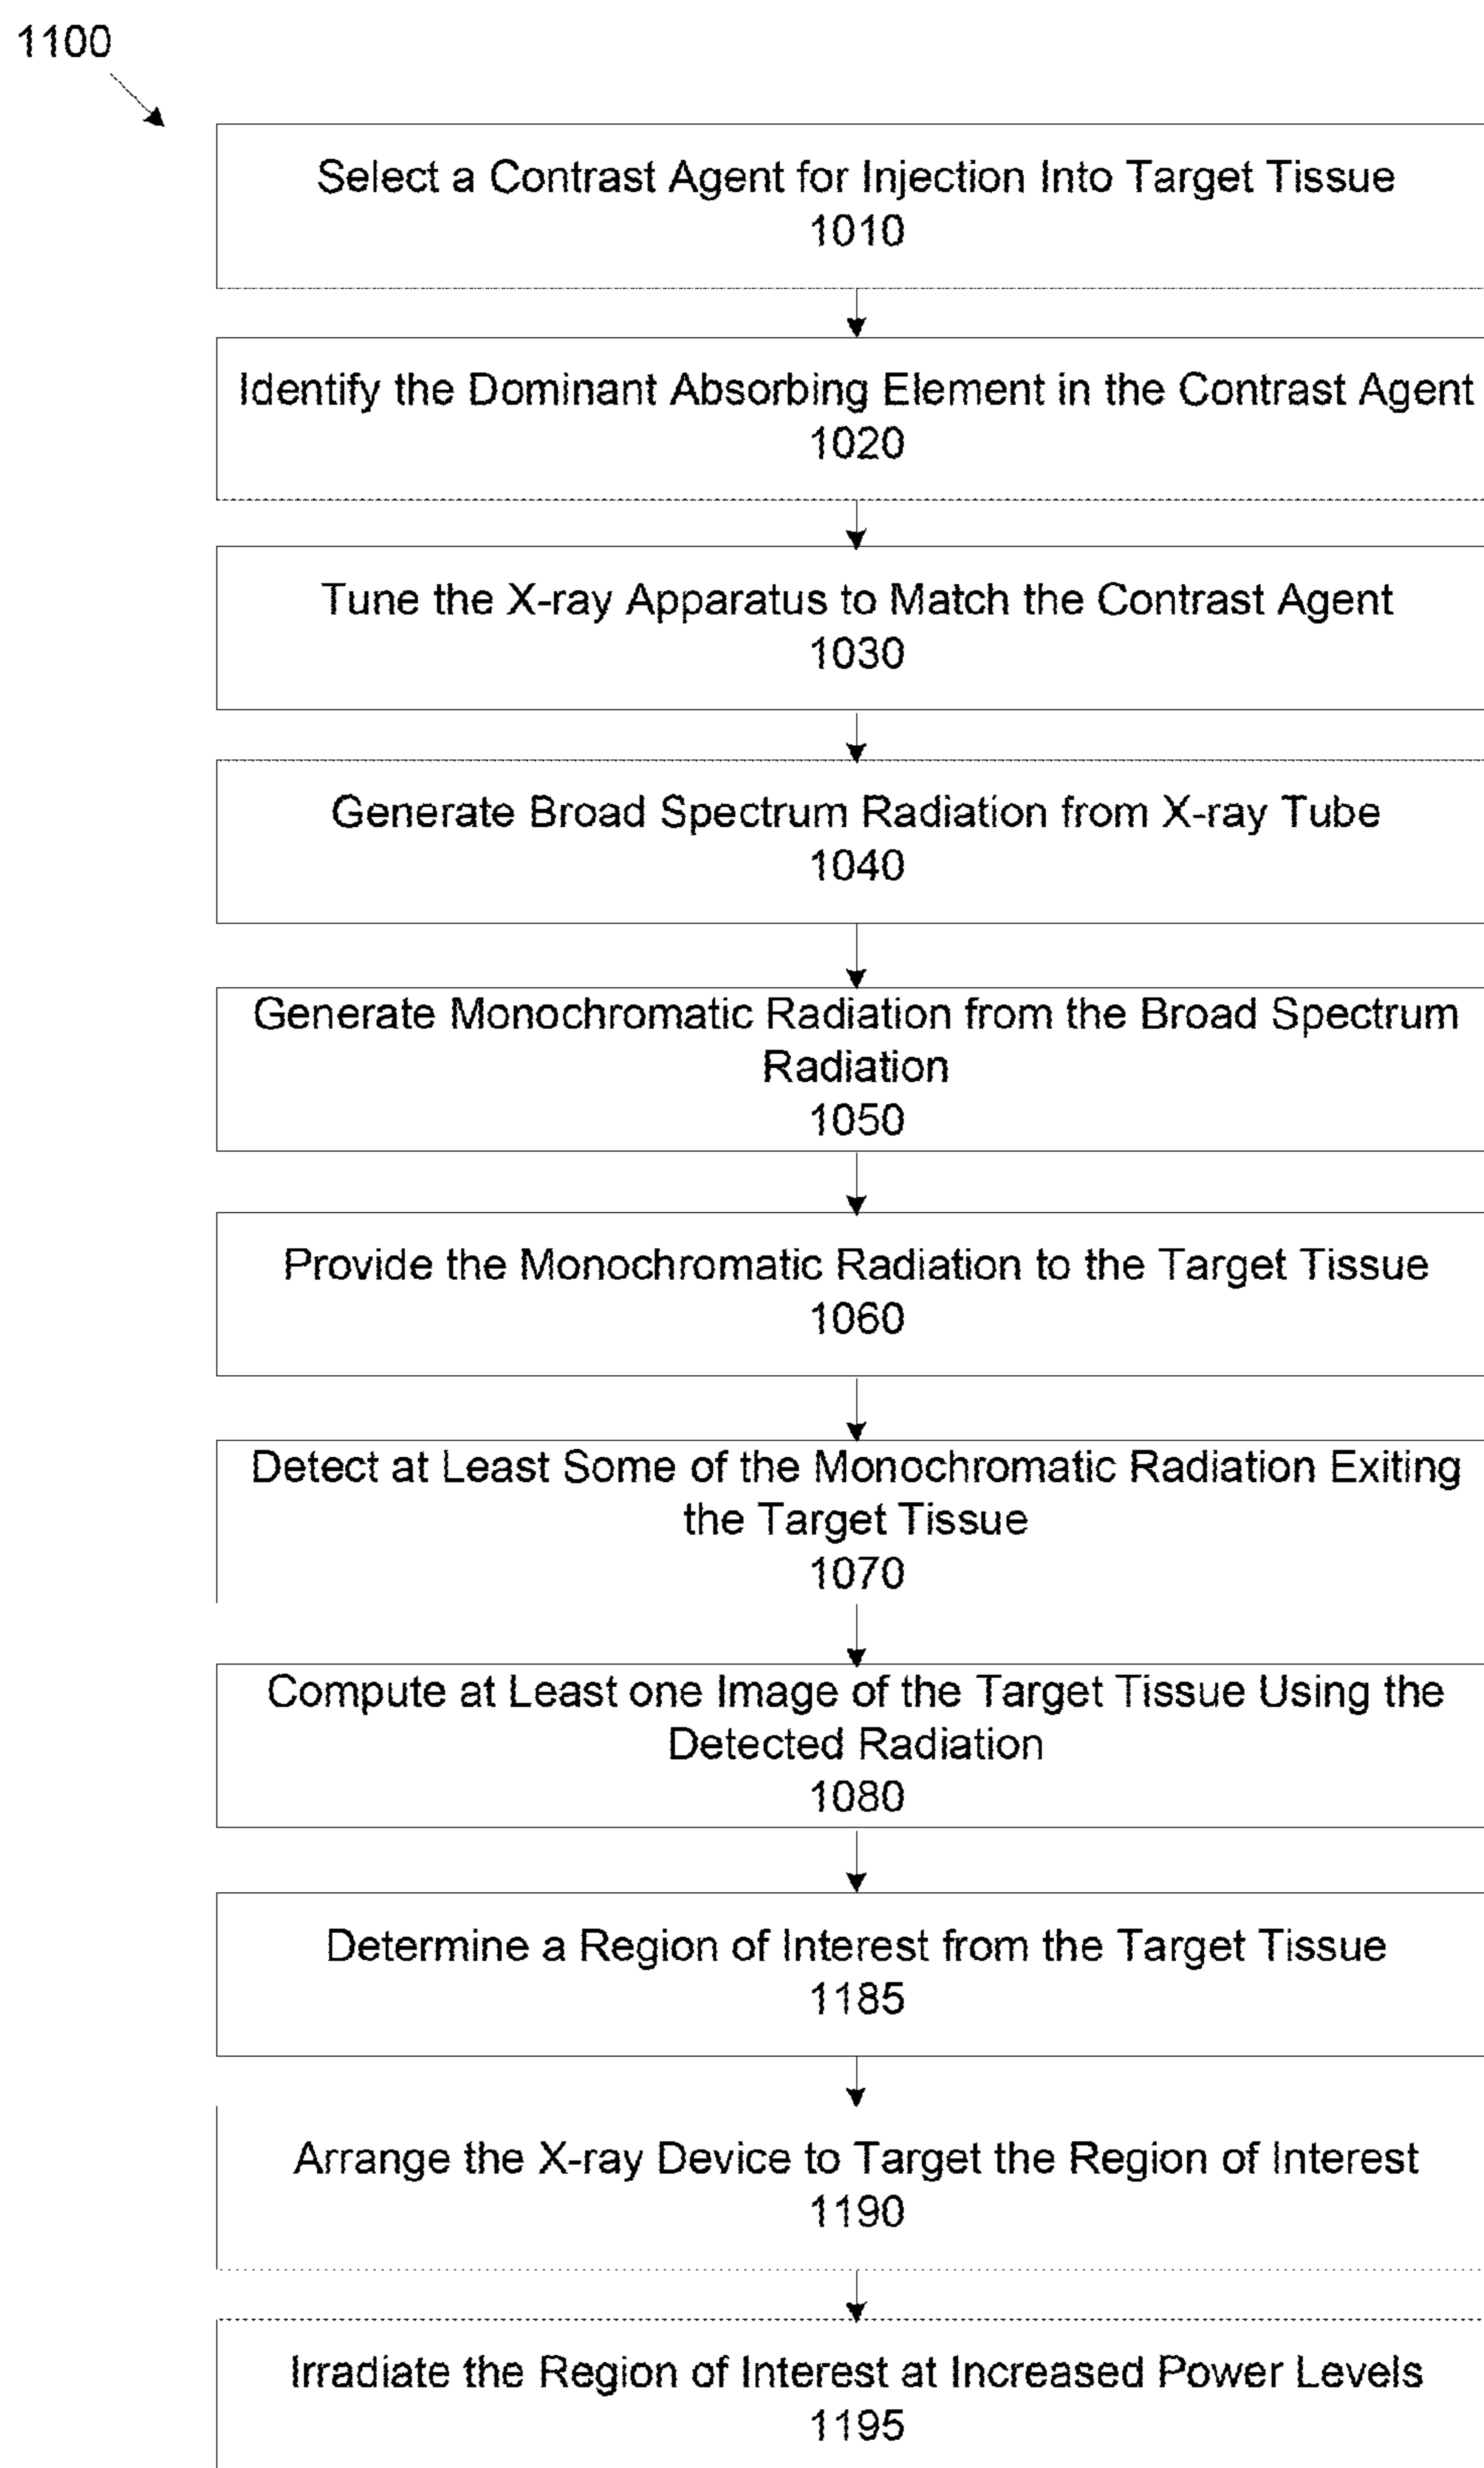 1100
Select a Contrast Agent for Injection Into Target Tissue
1010
Identify the Dominant Absorbing Element in the Contrast Agent
1020
Tune the X-ray Apparatus to Match the Contrast Agent
1030
Generate Broad Spectrum Radiation from X-ray Tube
1040
Generate Monochromatic Radiation from the Broad Spectrum
Radiation
1050
Provide the Monochromatic Radiation to the Target Tissue
1060
Detect at Least Some of the Monochromatic Radiation Exiting
the Target Tissue
1070
Compute at Least one Image of the Target Tissue Using the
Detected Radiation
1080
Determine a Region of Interest from the Target Tissue
1185
Arrange the X-ray Device to Target the Region of Interest
1190
Irradiate the Region of Interest at Increased Power Levels
1195